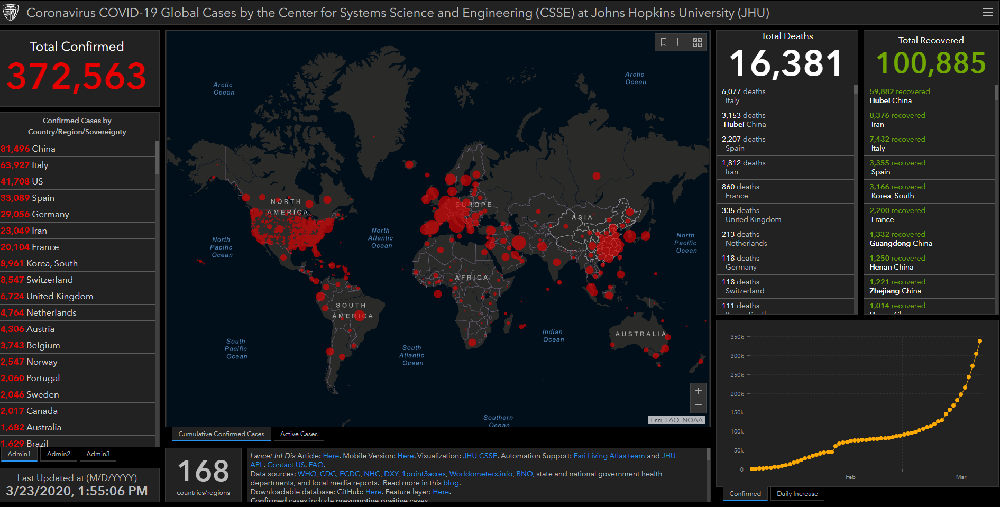 Coronavirus COVID-19 Global Cases by the Center for Systems Science and Engineering (CSSE) at Johns Hopkins University (JHU)
Total Confirmed
372,563
Confirmed Cases by
Country/Region/Sovereignty
81,496 China
63,927 Italy
41,708 US
33,089 Spain
29,056 Germany
23,049 Iran
20,104 France
8,961 Korea, South
8,547 Switzerland
6,724 United Kingdom
4,764 Netherlands
4,306 Austria
3,743 Belgium
2,547 Norway
2,060 Portugal
2,046 Sweden
2,017 Canada
1,682 Australia
1,629 Brazil
Admin1
Admin2
Admin3
Last Updated at (M/D/YYYY)
3/23/2020, 1:55:06 PM
Arctic
Ocean
Arctic
Ocean
NORTH
AMERICA
EUROPE
ASIA
North
Pacific
Ocean
North
Atlantic
Ocean
North
Pacific
Ocean
AFRICA
SOUTH
AMERICA
AUSTRALIA
Indian
Ocean
South
Pacific
Ocean
South
Atlantic
Ocean
Southern
Ocean
+
−
Esri, FAO, NOAA
Cumulative Confirmed Cases
Active Cases
168
countries/regions
Lancet Inf Dis Article: Here. Mobile Version: Here. Visualization: JHU CSSE. Automation Support: Esri Living Atlas team and JHU
APL. Contact US. FAQ.
Data sources: WHO, CDC, ECDC, NHC, DXY, 1point3acres, Worldometers.info, BNO, state and national government health
departments, and local media reports. Read more in this blog.
Downloadable database: GitHub: Here. Feature layer: Here.
Confirmed cases include presumptive positive cases
Total Deaths
16,381
6,077 deaths
Italy
3,153 deaths
Hubei China
2,207 deaths
Spain
1,812 deaths
Iran
860 deaths
France
335 deaths
United Kingdom
213 deaths
Netherlands
118 deaths
Germany
118 deaths
Switzerland
111 deaths
Korea, South
Total Recovered
100,885
59,882 recovered
Hubei China
8,376 recovered
Iran
7,432 recovered
Italy
3,355 recovered
Spain
3,166 recovered
Korea, South
2,200 recovered
France
1,332 recovered
Guangdong China
1,250 recovered
Henan China
1,221 recovered
Zhejiang China
1,014 recovered
Hunan China
350k
300k
250k
200k
150k
100k
50k
0
Feb
Mar
Confirmed
Daily Increase